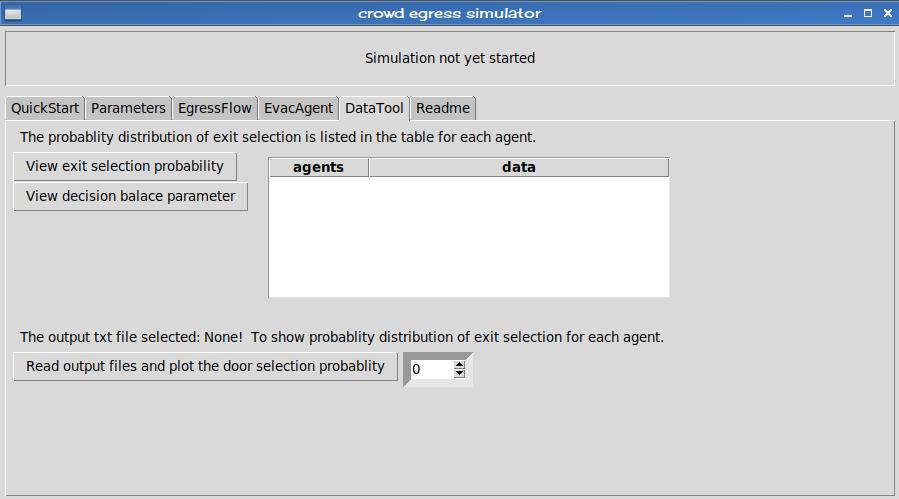 crowd egress simulator
Simulation not yet started
QuickStart Parameters EgressFlow EvacAgent DataTool Readme
The probablity distribution of exit selection is listed in the table for each agent.
View exit selection probability
agents data
View decision balace parameter
The output txt file selected: None!  To show probablity distribution of exit selection for each agent.
Read output files and plot the door selection probablity 0